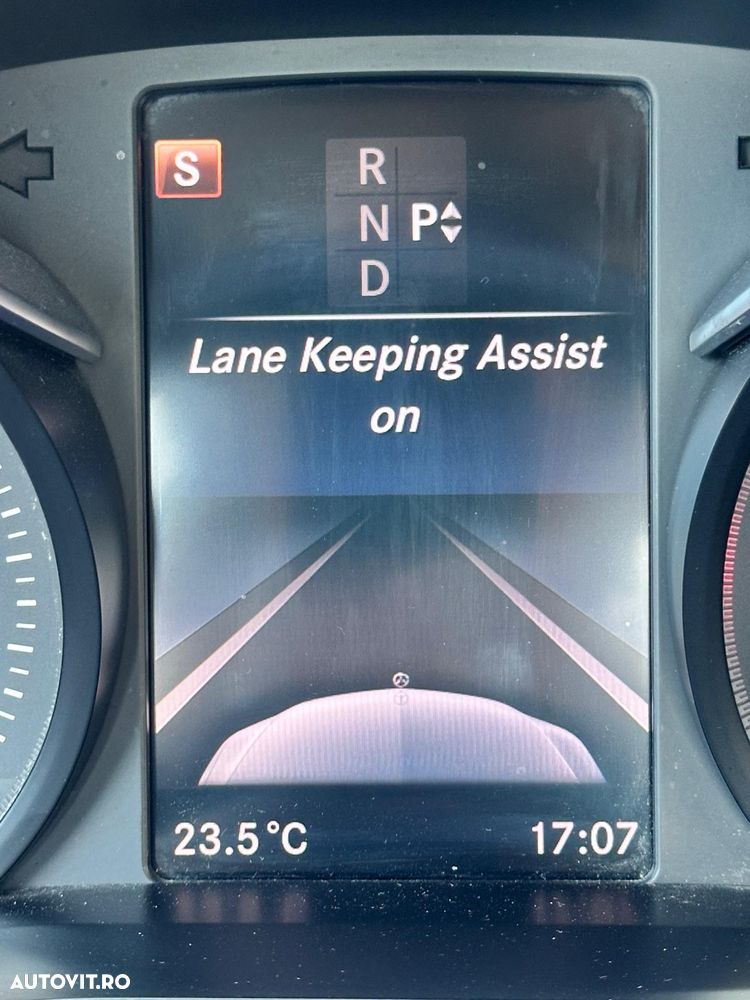 S
R
N P
D
Lane Keeping Assist
on
23.5°C 17:07
AUTOVIT.RO